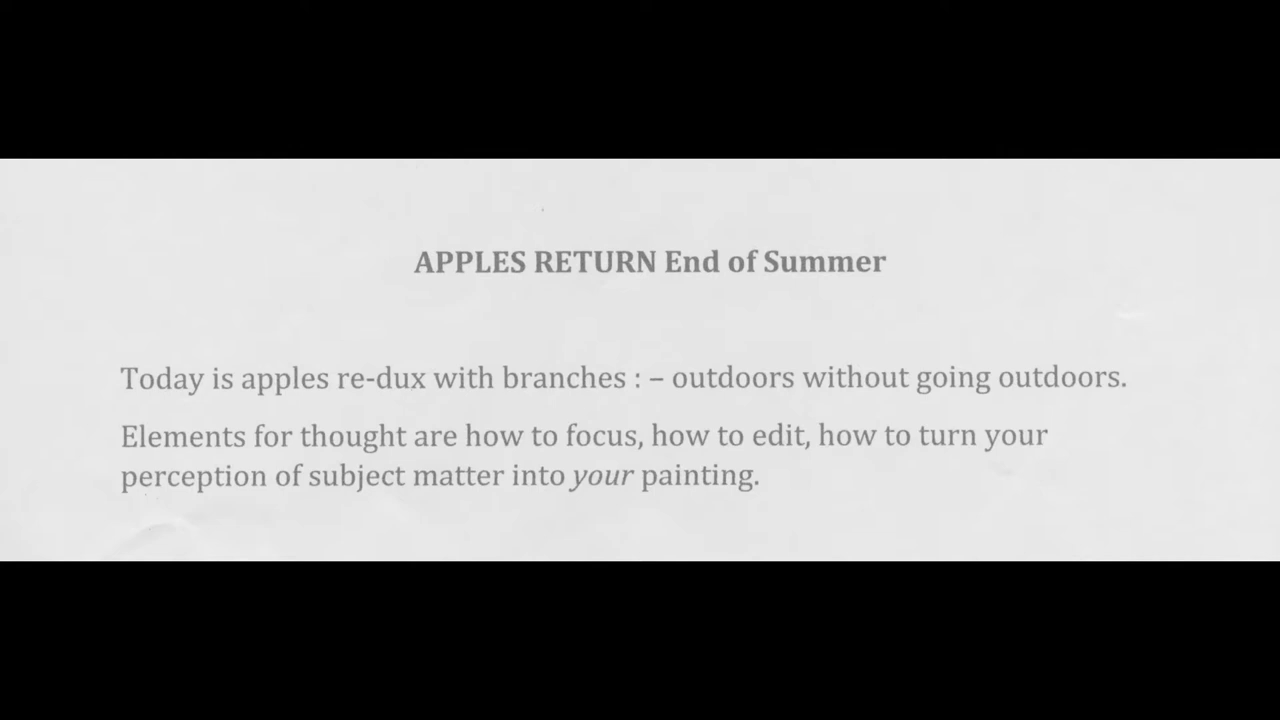 APPLES RETURN End of Summer
Today is apples re-dux with branches : – outdoors without going outdoors.
Elements for thought are how to focus, how to edit, how to turn your
perception of subject matter into your painting.